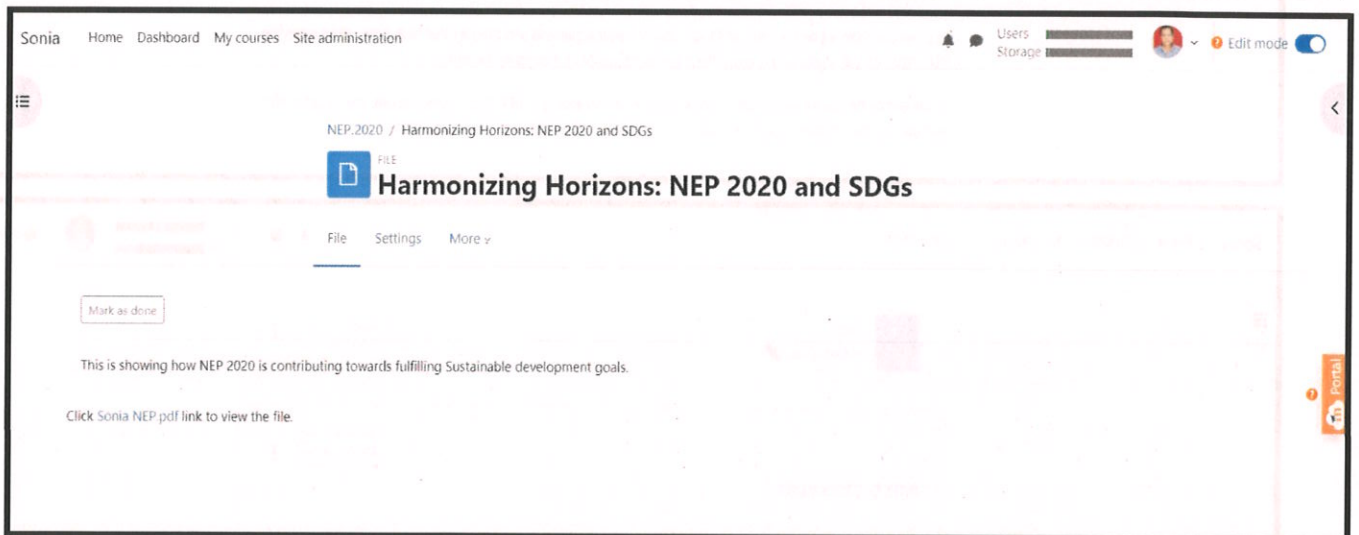 Sonia Home Dashboard My courses Site administration Users Edit mode
Storage
NEP.2020 / Harmonizing Horizons: NEP 2020 and SDGs
FILE
Harmonizing Horizons: NEP 2020 and SDGs
File Settings More
Mark as done
This is showing how NEP 2020 is contributing towards fulfilling Sustainable development goals.
Portal
Click Sonia NEP.pdf link to view the file.